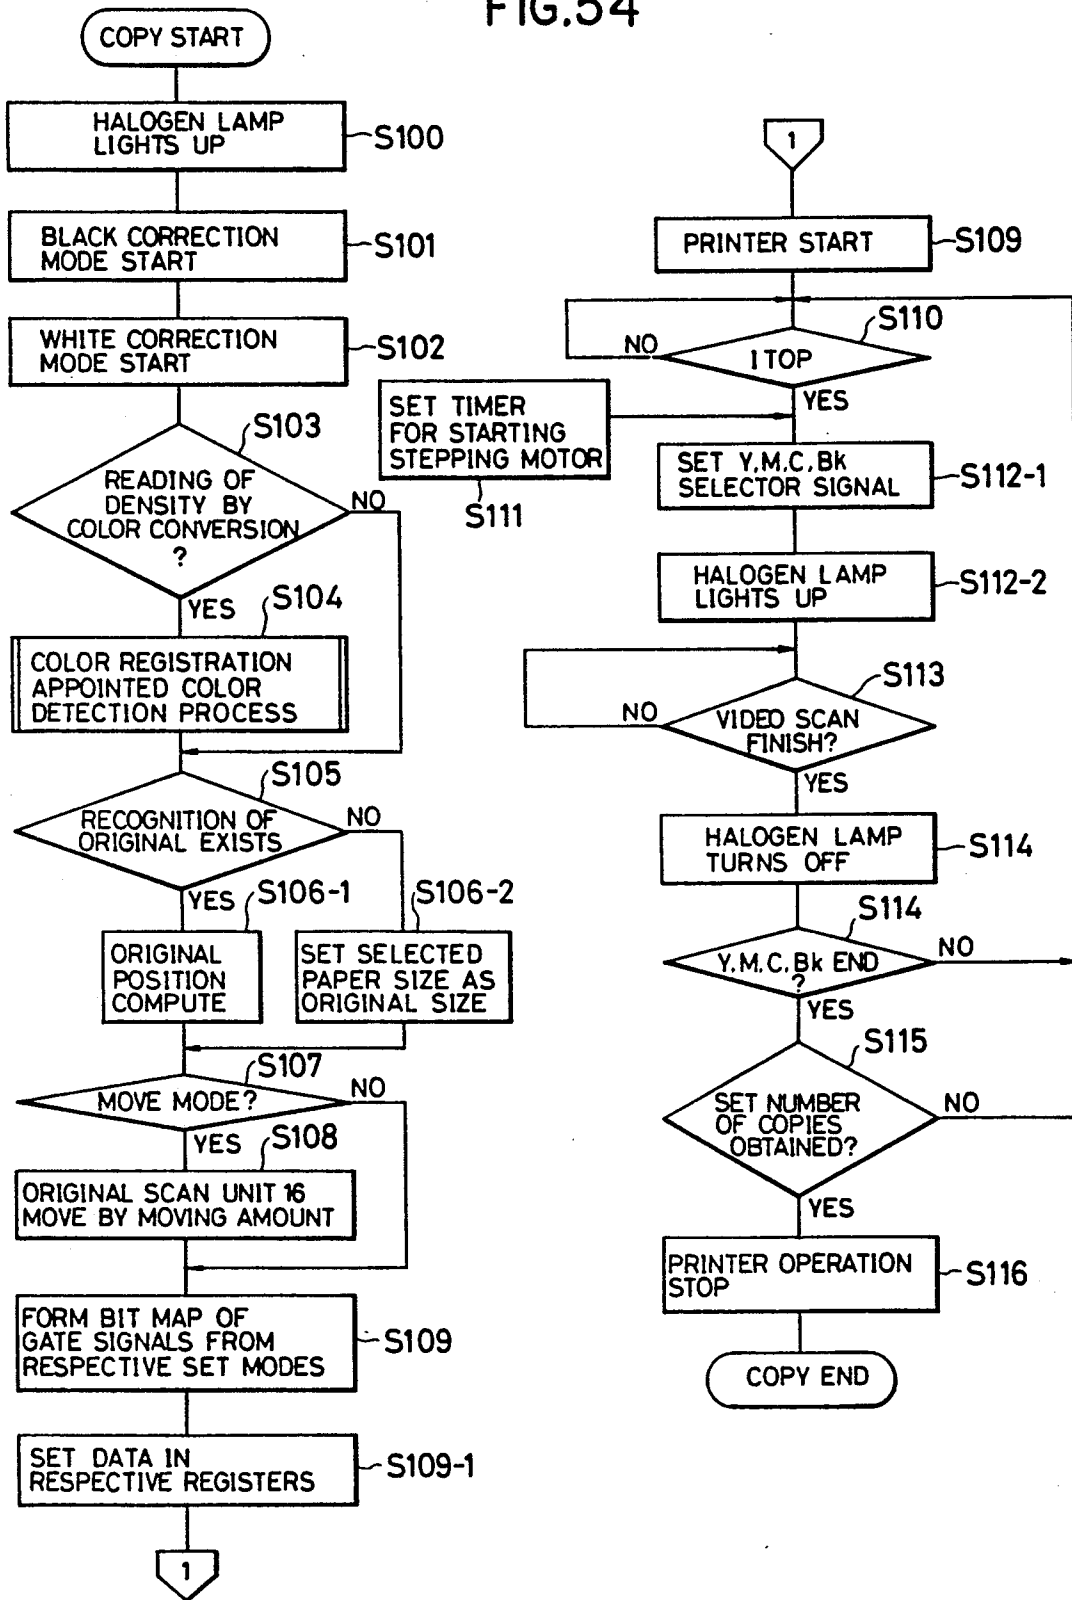 FIG.54
COPY START
HALOGEN LAMP
LIGHTS UP
S100
BLACK CORRECTION
MODE START
S101
WHITE CORRECTION
MODE START
S102
S103
READING OF
DENSITY BY
COLOR CONVERSION
?
NO
YES
S104
COLOR REGISTRATION
APPOINTED COLOR
DETECTION PROCESS
S105
RECOGNITION OF
ORIGINAL EXISTS
NO
YES
S106-1
S106-2
ORIGINAL
POSITION
COMPUTE
SET SELECTED
PAPER SIZE AS
ORIGINAL SIZE
S107
MOVE MODE?
NO
YES
S108
ORIGINAL SCAN UNIT 16
MOVE BY MOVING AMOUNT
FORM BIT MAP OF
GATE SIGNALS FROM
RESPECTIVE SET MODES
S109
SET DATA IN
RESPECTIVE REGISTERS
S109-1
1
1
PRINTER START
S109
S110
I TOP
NO
YES
SET TIMER
FOR STARTING
STEPPING MOTOR
S111
SET Y,M,C,Bk
SELECTOR SIGNAL
S112-1
HALOGEN LAMP
LIGHTS UP
S112-2
S113
VIDEO SCAN
FINISH?
NO
YES
HALOGEN LAMP
TURNS OFF
S114
S114
Y,M,C,Bk END
?
NO
YES
S115
SET NUMBER
OF COPIES
OBTAINED?
NO
YES
PRINTER OPERATION
STOP
S116
COPY END